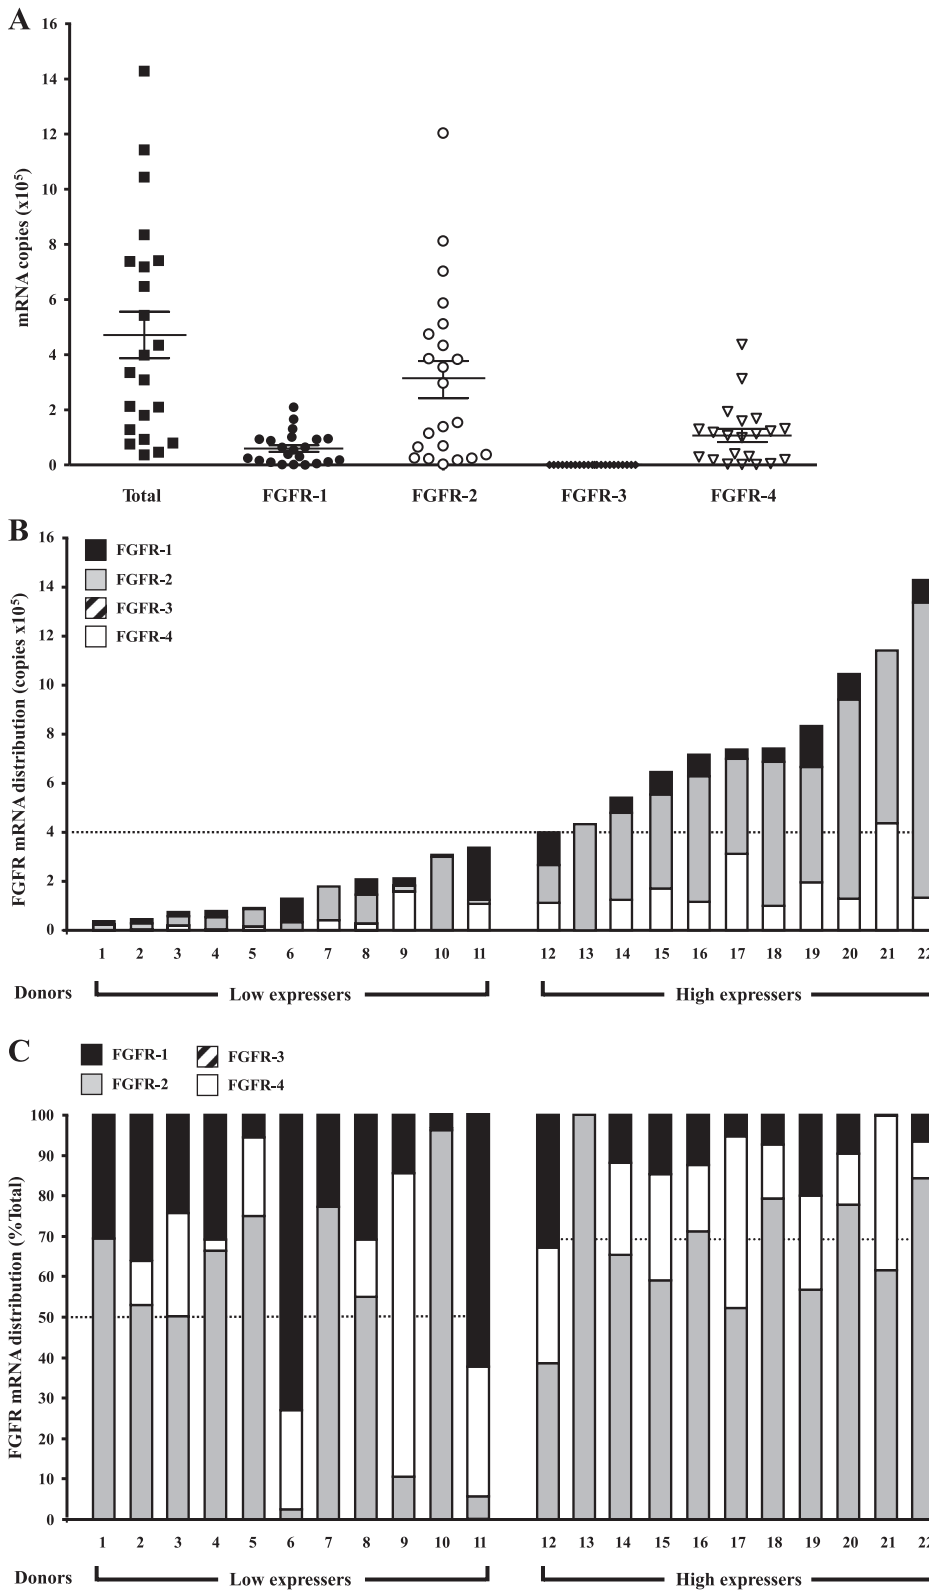 A
16
14
12
10
8
6
4
2
0
mRNA copies (x10⁵)
Total FGFR-1 FGFR-2 FGFR-3 FGFR-4
B
16
14
12
10
8
6
4
2
0
FGFR mRNA distribution (copies x10⁵)
FGFR-1
FGFR-2
FGFR-3
FGFR-4
1 2 3 4 5 6 7 8 9 10 11 12 13 14 15 16 17 18 19 20 21 22
Donors Low expressers High expressers
C
FGFR-1 FGFR-3
FGFR-2 FGFR-4
100
90
80
70
60
50
40
30
20
10
0
FGFR mRNA distribution (%Total)
1 2 3 4 5 6 7 8 9 10 11 12 13 14 15 16 17 18 19 20 21 22
Donors Low expressers High expressers